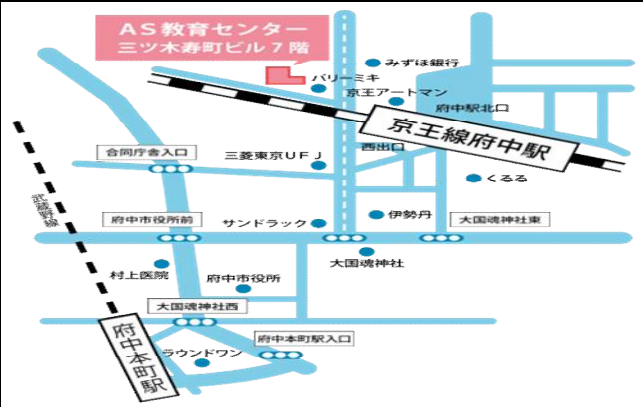 AS教育センター
三ツ木寿町ビル7階
みずほ銀行
パリーミキ
京王アートマン
府中駅北口
京王線府中駅
合同庁舎入口
三菱東京UFJ
西出口
くるる
武蔵野線
府中市役所前
サンドラック
伊勢丹
大国魂神社東
大国魂神社
村上医院
府中市役所
大国魂神社西
府中本町駅
ラウンドワン
府中本町駅入口